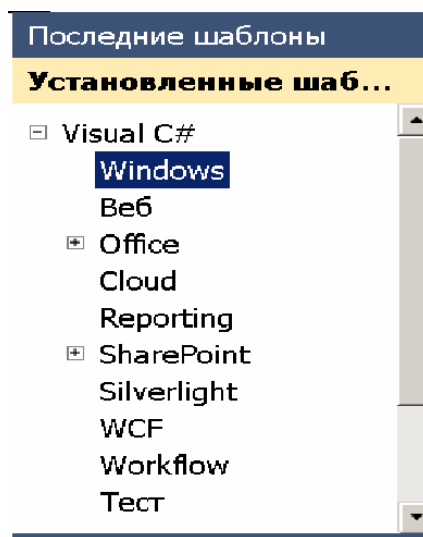 Последние шаблоны
Установленные шаб...
Visual C#
Windows
Веб
Office
Cloud
Reporting
SharePoint
Silverlight
WCF
Workflow
Тест